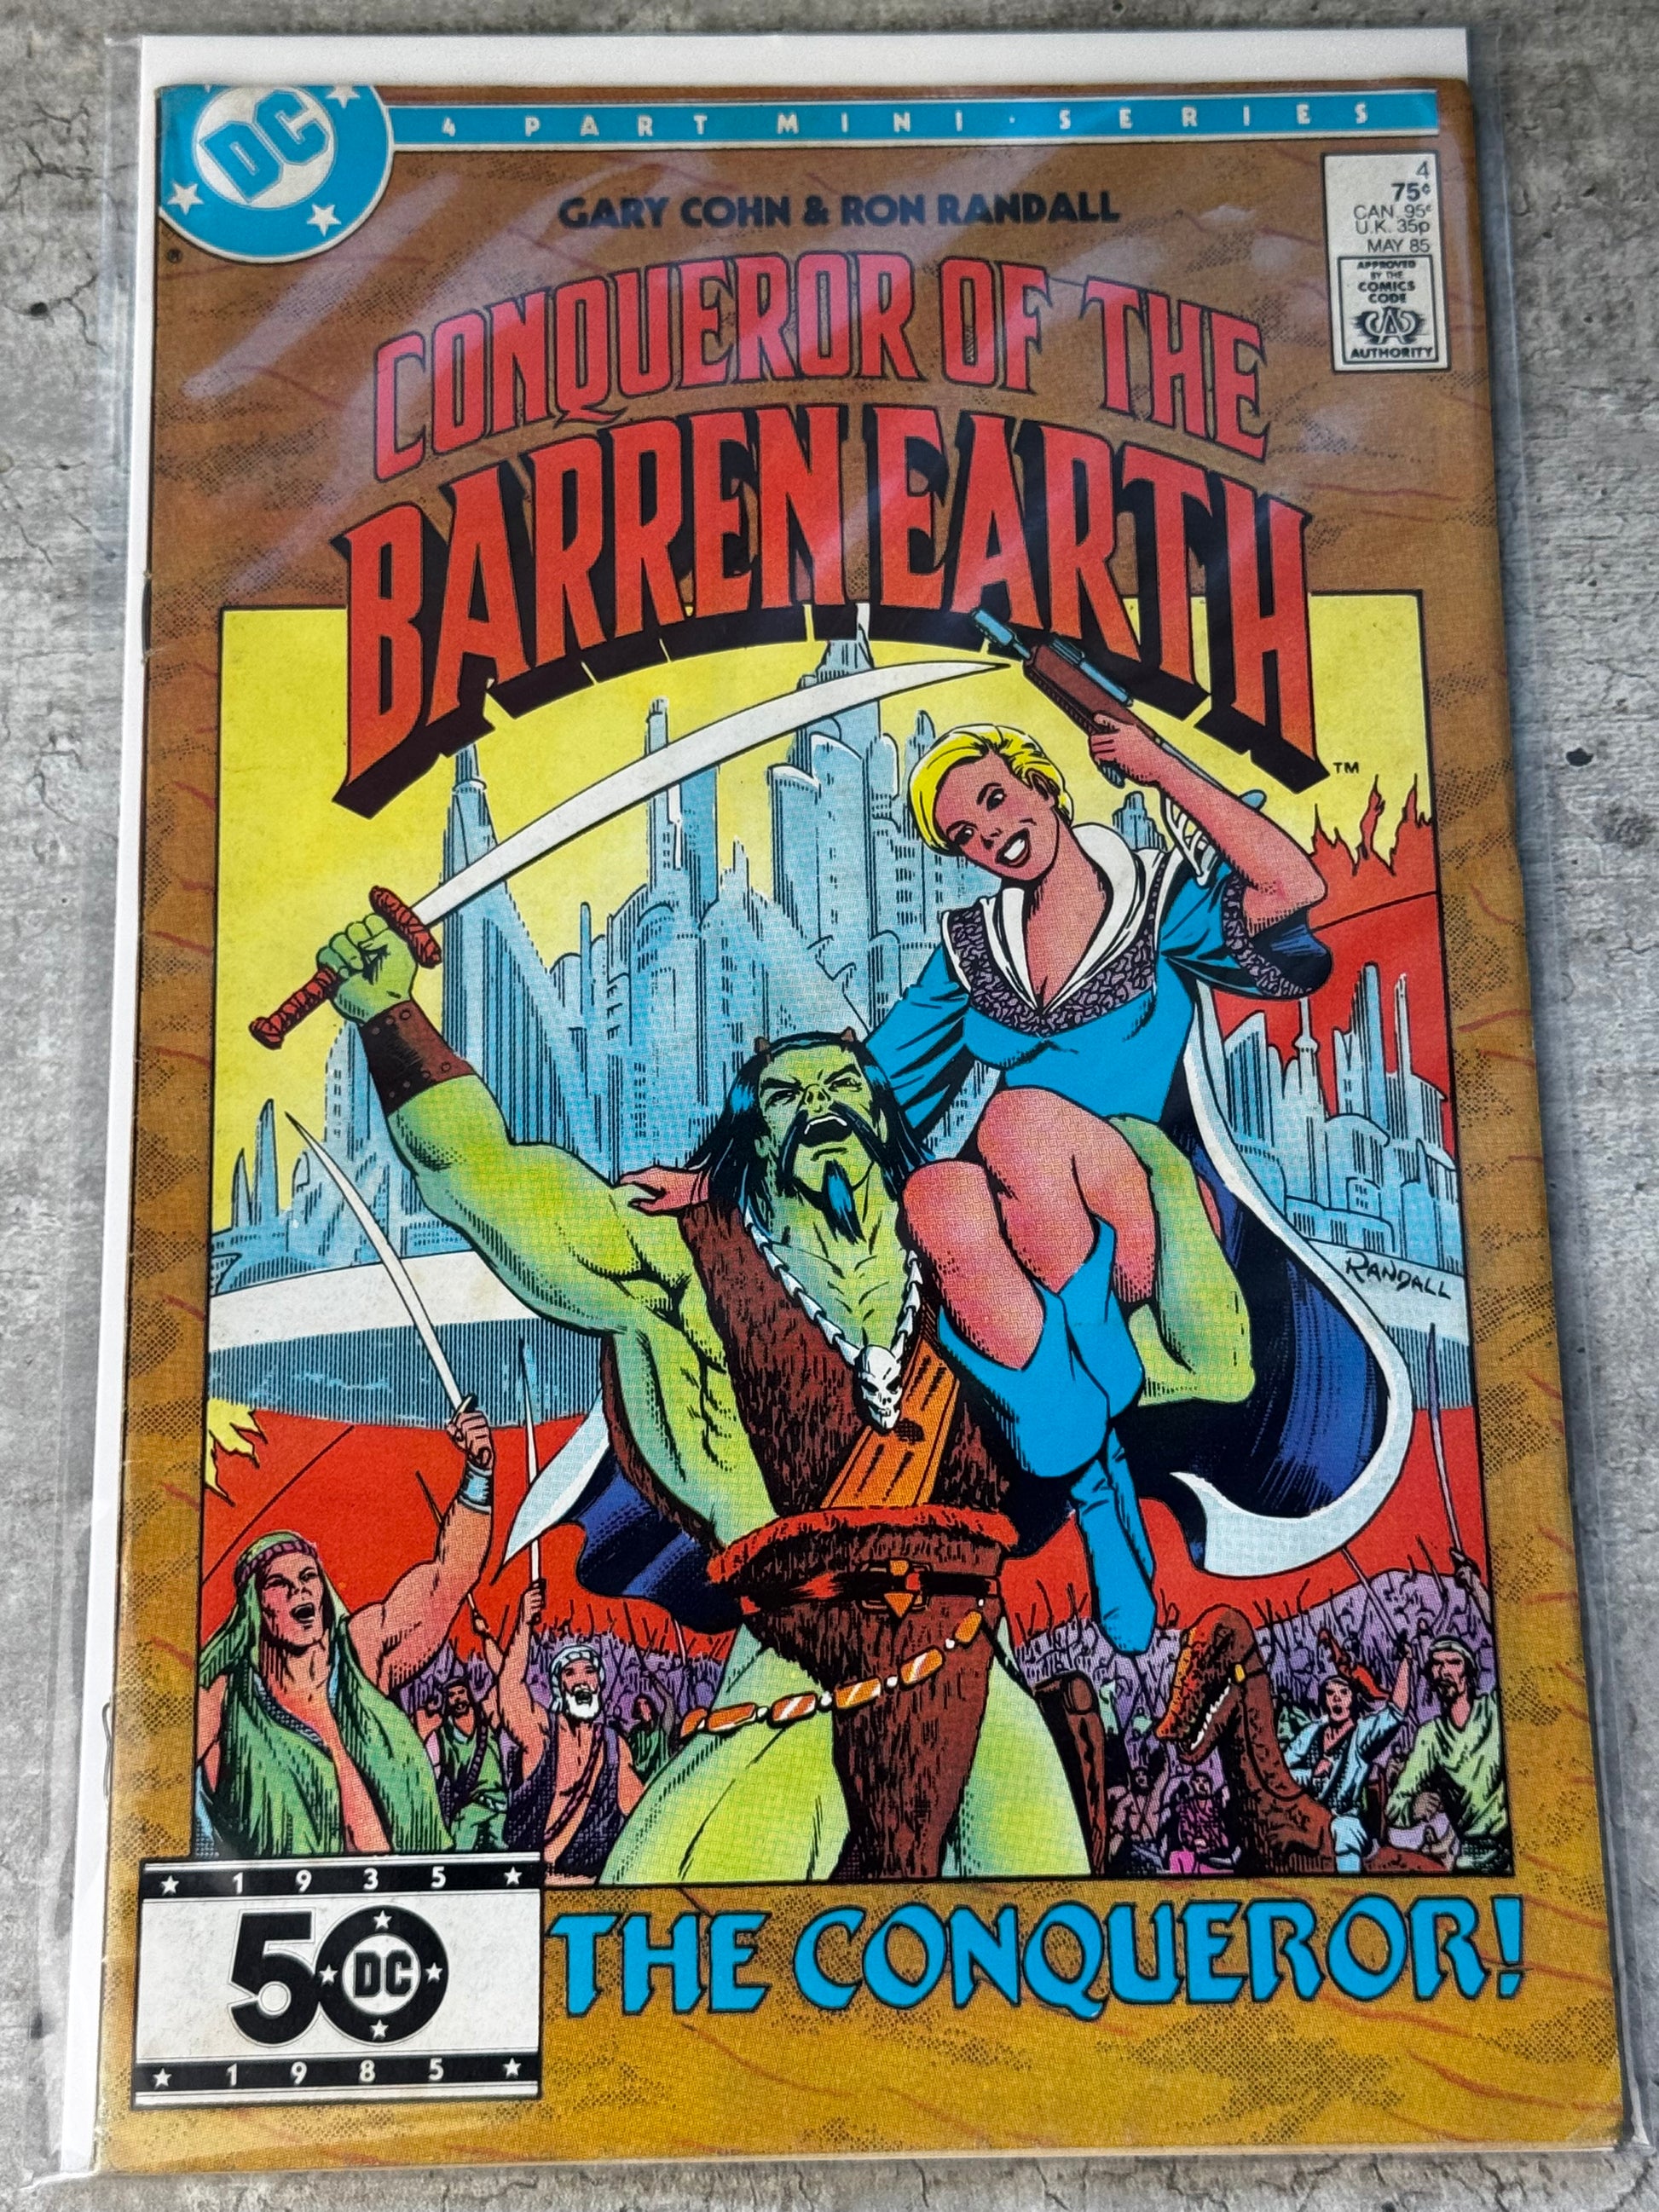 DC
4 PART MINI-SERIES
®
GARY COHN & RON RANDALL
4
75¢
CAN. 95¢
U.K. 35p
MAY 85
APPROVED
BY THE
COMICS
CODE
A
AUTHORITY
CONQUEROR OF THE
BARREN EARTH
TM
RANDALL
1935
50
DC
1985
THE CONQUEROR!